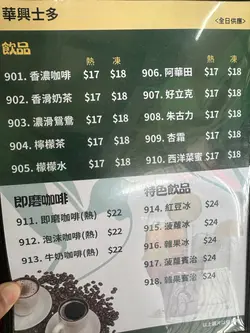 華興士多
<全日供應>
飲品
熱 凍
901. 香濃咖啡 $17 $18
902. 香滑奶茶 $17 $18
903. 濃滑鴛鴦 $17 $18
904. 檸檬茶 $17 $18
905. 檸檬水 $17 $18
熱 凍
906. 阿華田 $17 $18
907. 好立克 $17 $18
908. 朱古力 $17 $18
909. 杏霜 $17 $18
910. 西洋菜蜜 $17 $18
即磨咖啡
911. 即磨咖啡(熱) $22
912. 泡沫咖啡(熱) $22
913. 牛奶咖啡(熱) $22
特色飲品
914. 紅豆冰 $24
915. 菠蘿冰 $24
916. 雜果冰 $24
917. 菠蘿賓治 $24
918. 雜果賓治 $24